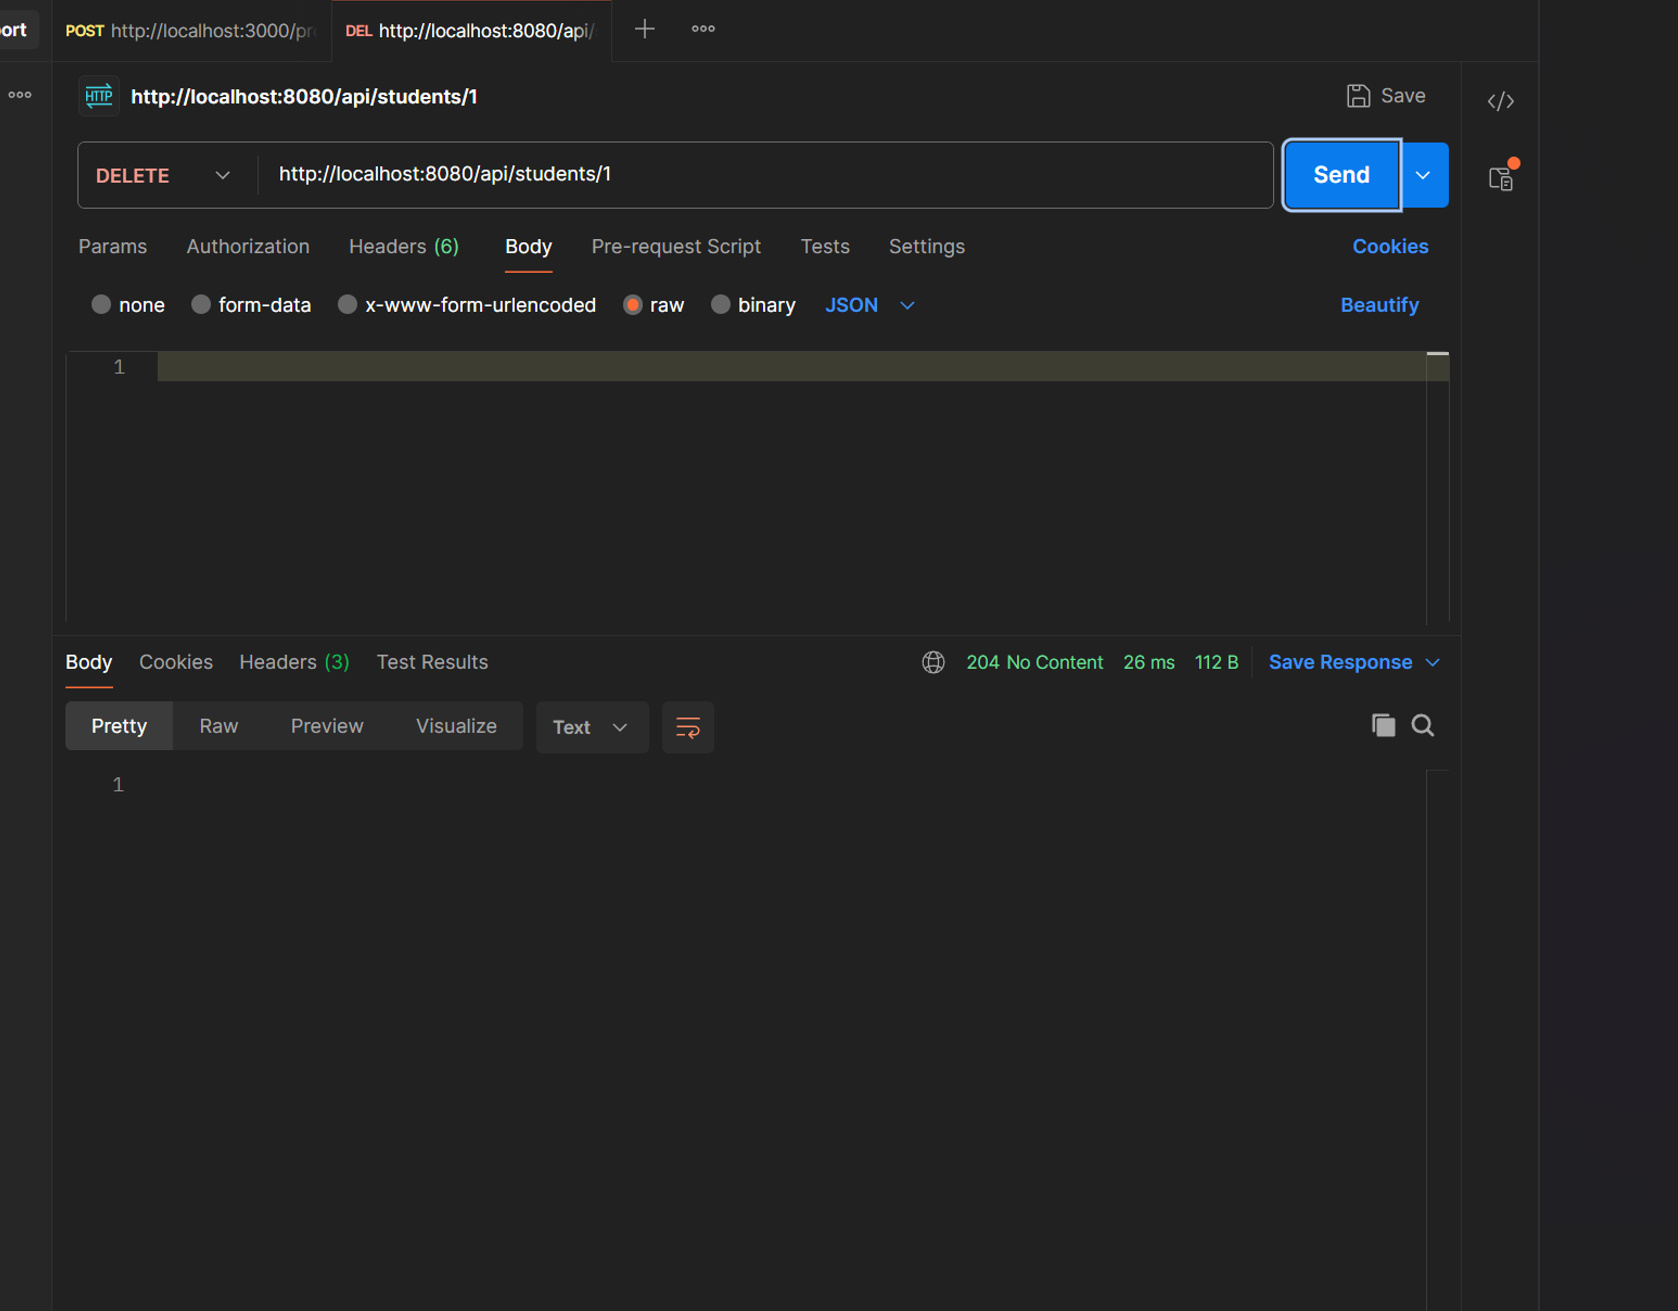 ort
POST http://localhost:3000/pr
DEL http://localhost:8080/api/
HTTP http://localhost:8080/api/students/1
Save
DELETE
http://localhost:8080/api/students/1
Send
Params Authorization Headers (6) Body Pre-request Script Tests Settings Cookies
none form-data x-www-form-urlencoded raw binary JSON Beautify
1
Body Cookies Headers (3) Test Results 204 No Content 26 ms 112 B Save Response
Pretty Raw Preview Visualize Text
1